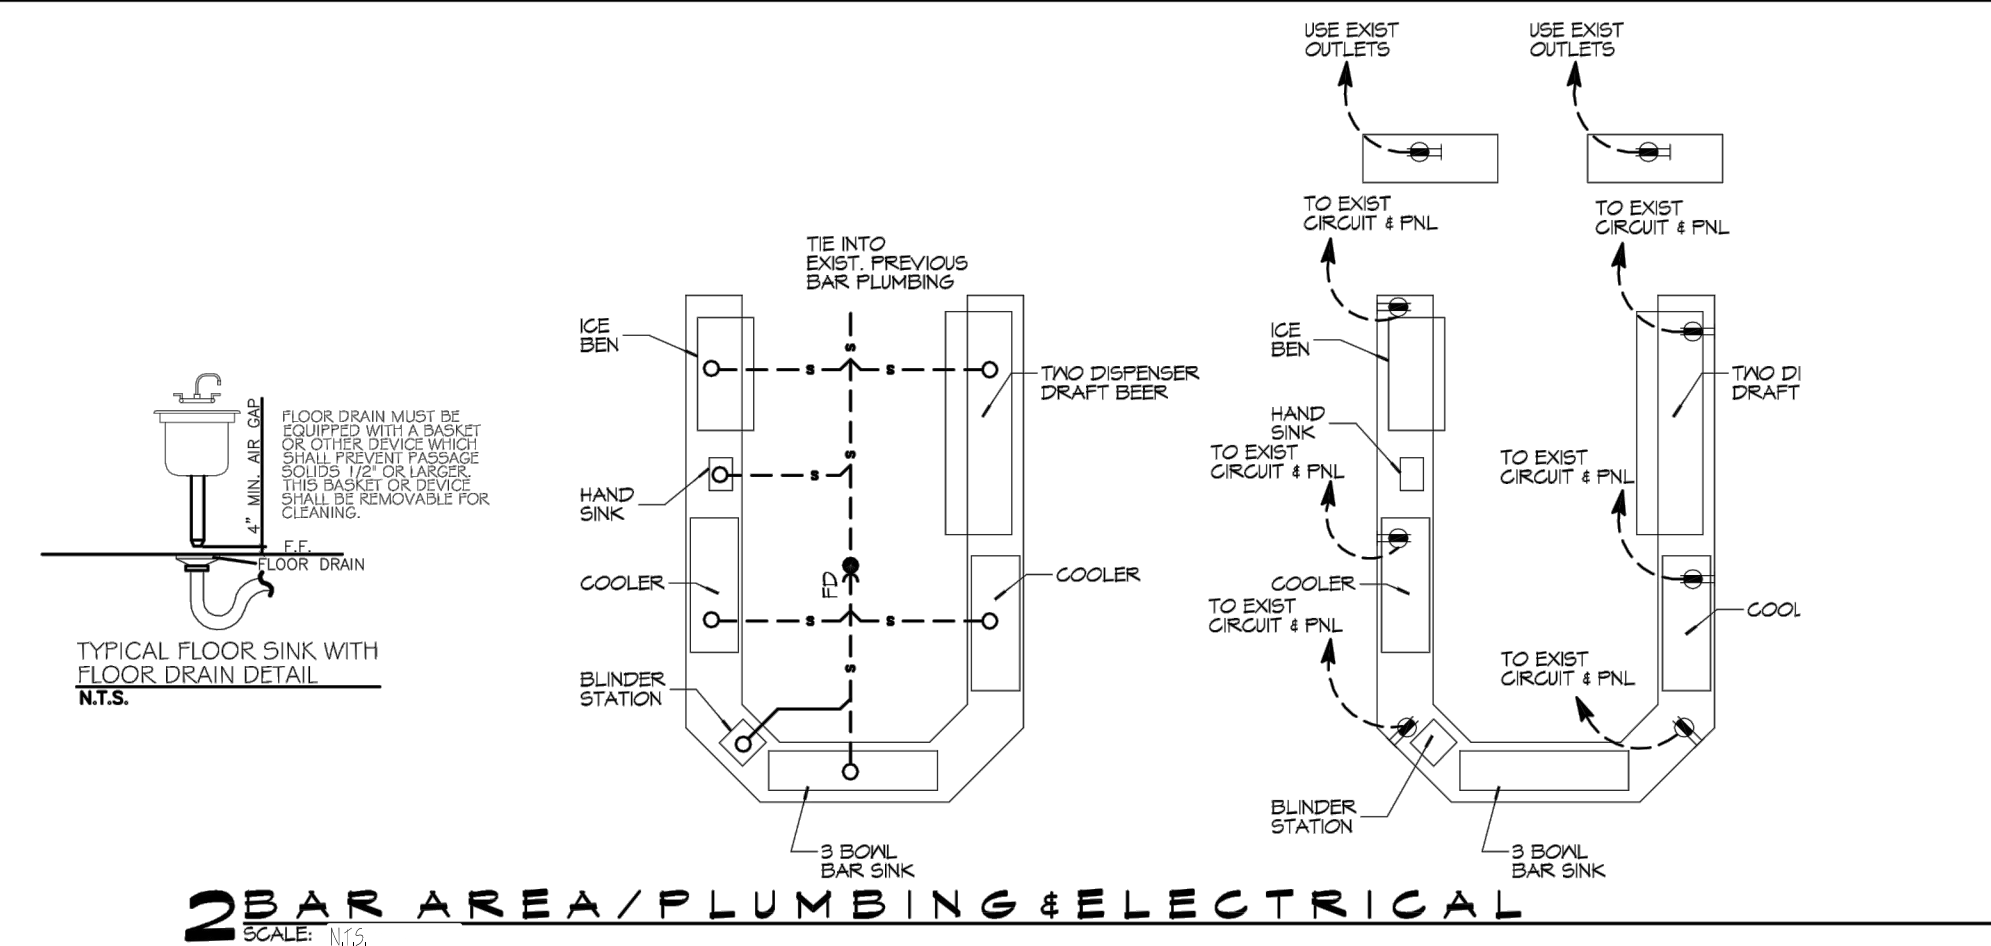 USE EXIST
OUTLETS
USE EXIST
OUTLETS
TO EXIST
CIRCUIT & PNL
TO EXIST
CIRCUIT & PNL
TIE INTO
EXIST. PREVIOUS
BAR PLUMBING
ICE
BEN
S
S
S
TWO DISPENSER
DRAFT BEER
ICE
BEN
TWO DI
DRAFT
4" MIN. AIR GAP
FLOOR DRAIN MUST BE
EQUIPPED WITH A BASKET
OR OTHER DEVICE WHICH
SHALL PREVENT PASSAGE
SOLIDS 1/2" OR LARGER.
THIS BASKET OR DEVICE
SHALL BE REMOVABLE FOR
CLEANING.
F.F.
FLOOR DRAIN
TYPICAL FLOOR SINK WITH
FLOOR DRAIN DETAIL
N.T.S.
HAND
SINK
S
S
HAND
SINK
TO EXIST
CIRCUIT & PNL
TO EXIST
CIRCUIT & PNL
COOLER
FD
COOLER
S
S
COOLER
COOL
TO EXIST
CIRCUIT & PNL
TO EXIST
CIRCUIT & PNL
BLINDER
STATION
S
3 BOWL
BAR SINK
BLINDER
STATION
3 BOWL
BAR SINK
2 BAR AREA/PLUMBING & ELECTRICAL
SCALE: N.T.S.